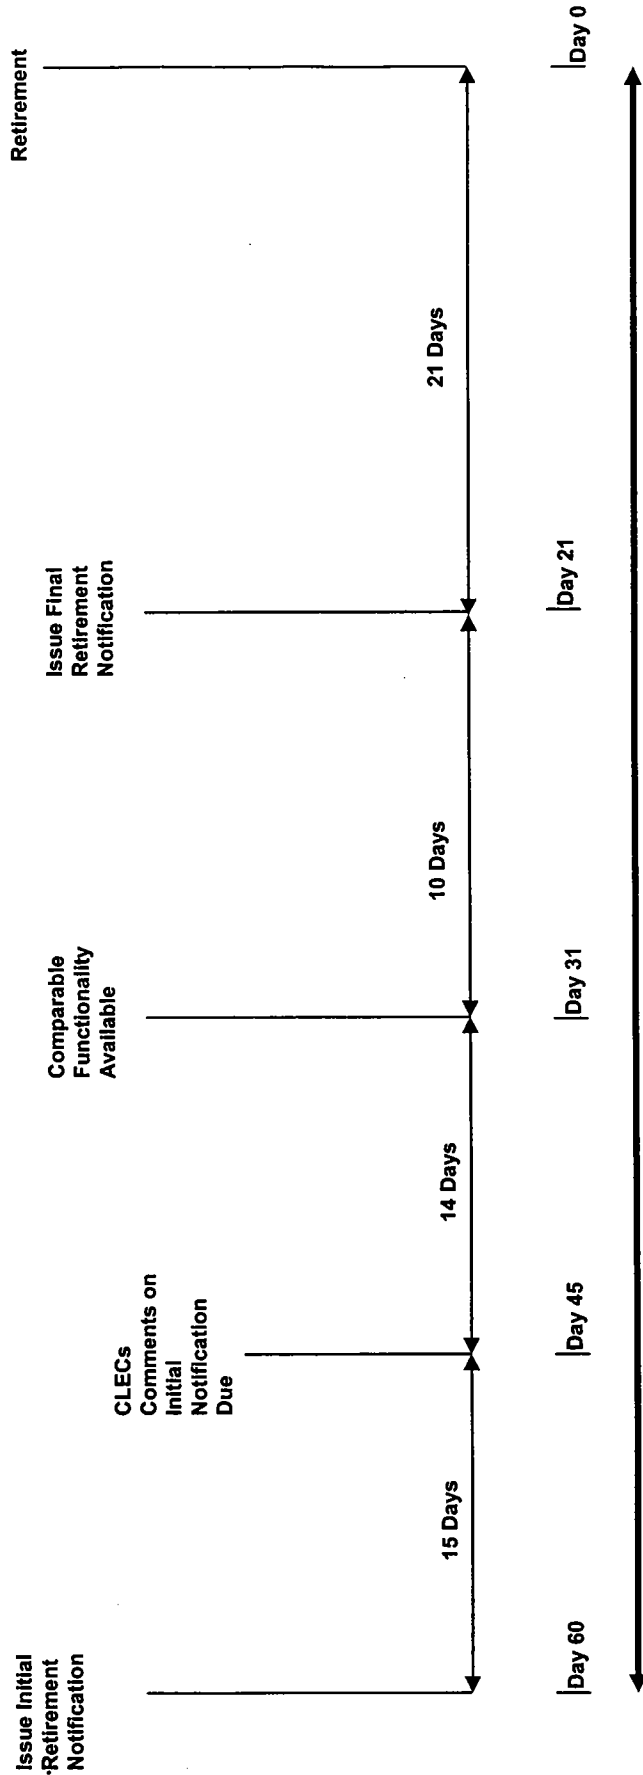 Issue Initial
Retirement
Notification
CLECs
Comments on
Initial
Notification
Due
Comparable
Functionality
Available
Issue Final
Retirement
Notification
Retirement
15 Days
14 Days
10 Days
21 Days
Day 60
Day 45
Day 31
Day 21
Day 0